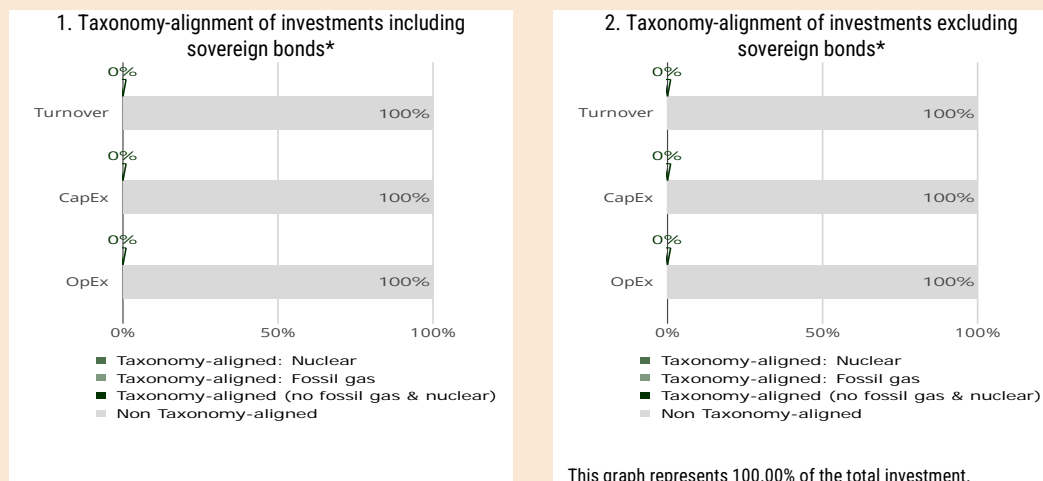 1. Taxonomy-alignment of investments including
sovereign bonds*
0%
Turnover
100%
0%
CapEx
100%
0%
OpEx
100%
0%
50%
100%
Taxonomy-aligned: Nuclear
Taxonomy-aligned: Fossil gas
Taxonomy-aligned (no fossil gas & nuclear)
Non Taxonomy-aligned
2. Taxonomy-alignment of investments excluding
sovereign bonds*
0%
Turnover
100%
0%
CapEx
100%
0%
OpEx
100%
0%
50%
100%
Taxonomy-aligned: Nuclear
Taxonomy-aligned: Fossil gas
Taxonomy-aligned (no fossil gas & nuclear)
Non Taxonomy-aligned
This graph represents 100.00% of the total investment.